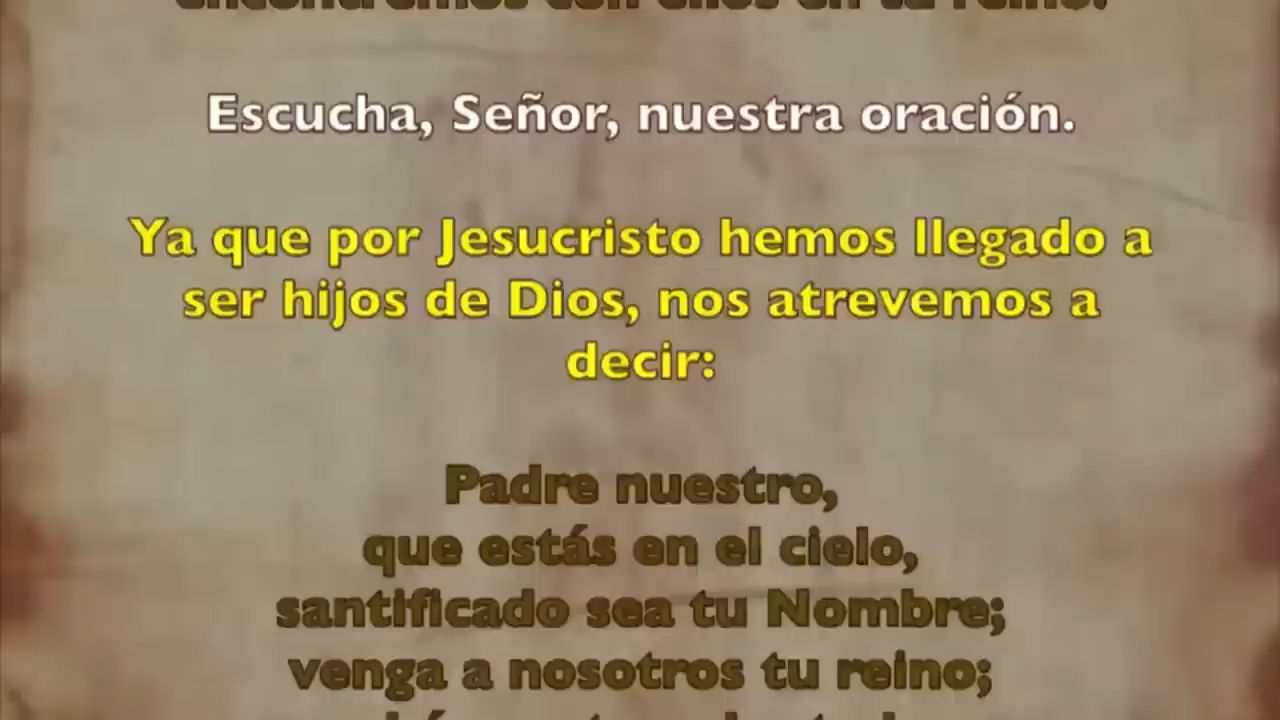 Escucha, Señor, nuestra oración.
Ya que por Jesucristo hemos llegado a
ser hijos de Dios, nos atrevemos a
decir:
Padre nuestro,
que estás en el cielo,
santificado sea tu Nombre;
venga a nosotros tu reino;